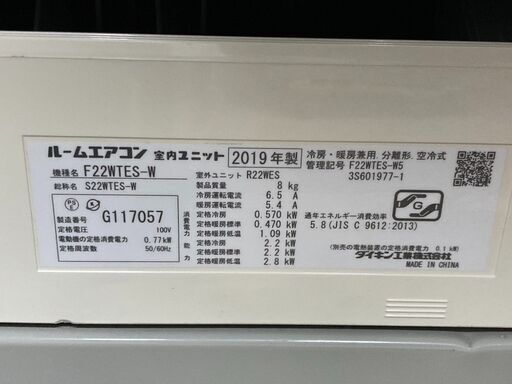 ルームエアコン 室内ユニット 2019年製
冷房・暖房兼用 分離形 空冷式
管理記号 F22WTES-W5
3S601977-1
機種名 F22WTES-W
総称名 S22WTES-W
室外ユニット R22WES
製品質量 8 kg
冷房運転電流 6.5 A
暖房運転電流 5.4 A
PS
E
製造番号 G117057
定格電圧 100V
電動機の定格消費電力 0.77kW
定格周波数 50/60Hz
消費電力
定格冷房 0.570 kW
定格暖房標準 0.470 kW
定格暖房低温 1.09 kW
能力
定格冷房 2.2 kW
定格暖房標準 2.2 kW
定格暖房低温 2.8 kW
通年エネルギー消費効率
5.8 (JIS C 9612:2013)
(別売の電熱装置の定格消費電力 0.1 kW)
ダイキン工業株式会社
MADE IN CHINA